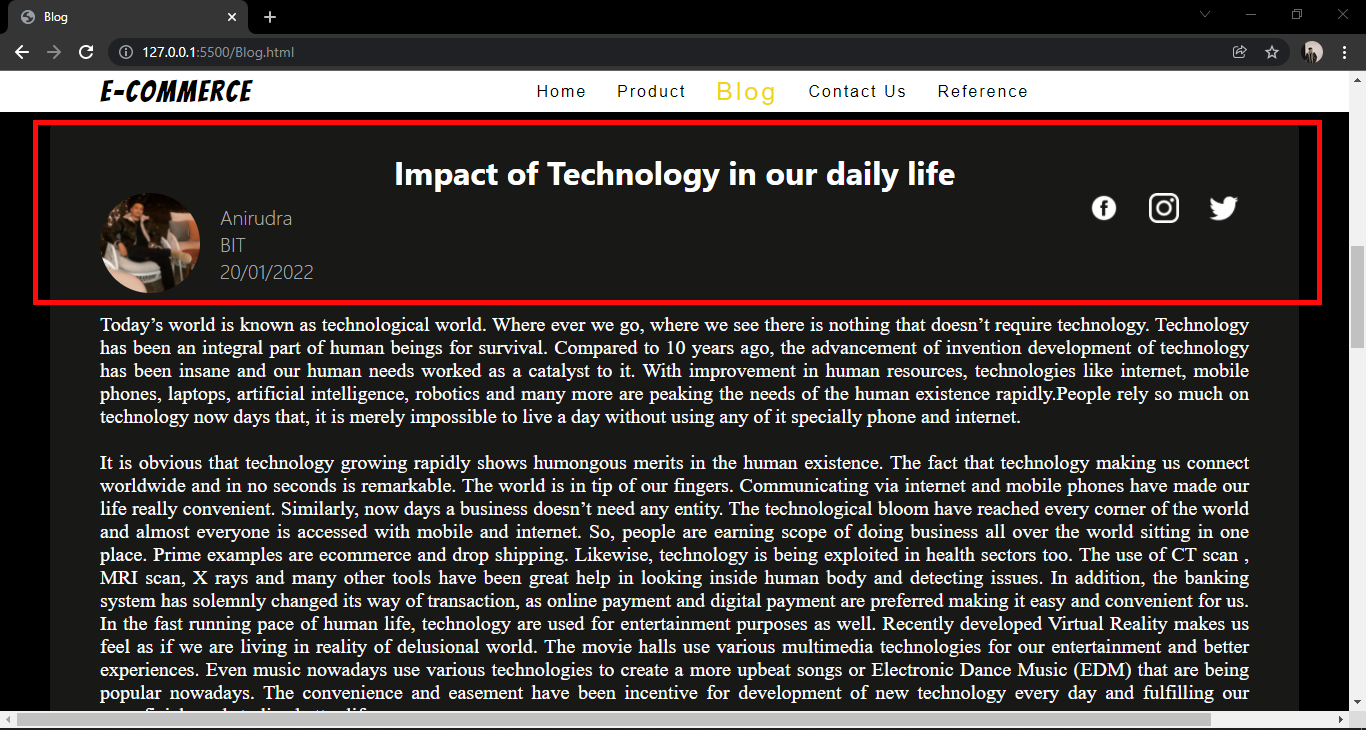 Blog
127.0.0.1:5500/Blog.html
E-COMMERCE
Home Product Blog Contact Us Reference
Impact of Technology in our daily life
Anirudra
BIT
20/01/2022
Today’s world is known as technological world. Where ever we go, where we see there is nothing that doesn’t require technology. Technology
has been an integral part of human beings for survival. Compared to 10 years ago, the advancement of invention development of technology
has been insane and our human needs worked as a catalyst to it. With improvement in human resources, technologies like internet, mobile
phones, laptops, artificial intelligence, robotics and many more are peaking the needs of the human existence rapidly.People rely so much on
technology now days that, it is merely impossible to live a day without using any of it specially phone and internet.
It is obvious that technology growing rapidly shows humongous merits in the human existence. The fact that technology making us connect
worldwide and in no seconds is remarkable. The world is in tip of our fingers. Communicating via internet and mobile phones have made our
life really convenient. Similarly, now days a business doesn’t need any entity. The technological bloom have reached every corner of the world
and almost everyone is accessed with mobile and internet. So, people are earning scope of doing business all over the world sitting in one
place. Prime examples are ecommerce and drop shipping. Likewise, technology is being exploited in health sectors too. The use of CT scan ,
MRI scan, X rays and many other tools have been great help in looking inside human body and detecting issues. In addition, the banking
system has solemnly changed its way of transaction, as online payment and digital payment are preferred making it easy and convenient for us.
In the fast running pace of human life, technology are used for entertainment purposes as well. Recently developed Virtual Reality makes us
feel as if we are living in reality of delusional world. The movie halls use various multimedia technologies for our entertainment and better
experiences. Even music nowadays use various technologies to create a more upbeat songs or Electronic Dance Music (EDM) that are being
popular nowadays. The convenience and easement have been incentive for development of new technology every day and fulfilling our